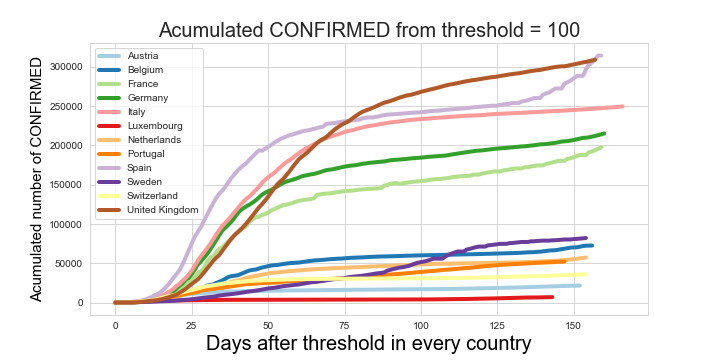 Acumulated CONFIRMED from threshold = 100
Acumulated number of CONFIRMED
300000
250000
200000
150000
100000
50000
0
Austria
Belgium
France
Germany
Italy
Luxembourg
Netherlands
Portugal
Spain
Sweden
Switzerland
United Kingdom
0 25 50 75 100 125 150
Days after threshold in every country